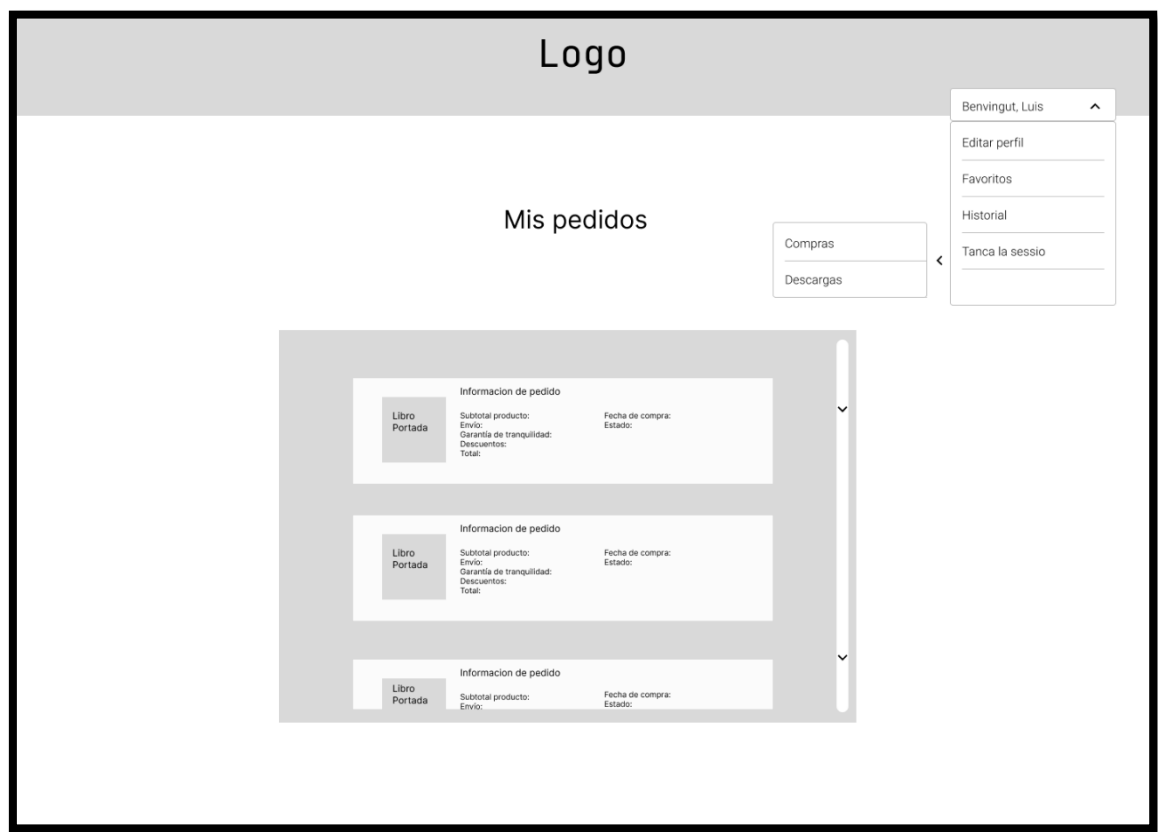 Logo
Benvingut, Luis
Editar perfil
Favoritos
Historial
Tanca la sessio
Mis pedidos
Compras
Descargas
Informacion de pedido
Libro
Portada
Subtotal producto:
Envío:
Garantía de tranquilidad:
Descuentos:
Total:
Fecha de compra:
Estado:
Informacion de pedido
Libro
Portada
Subtotal producto:
Envío:
Garantía de tranquilidad:
Descuentos:
Total:
Fecha de compra:
Estado:
Informacion de pedido
Libro
Portada
Subtotal producto:
Envío:
Fecha de compra:
Estado: